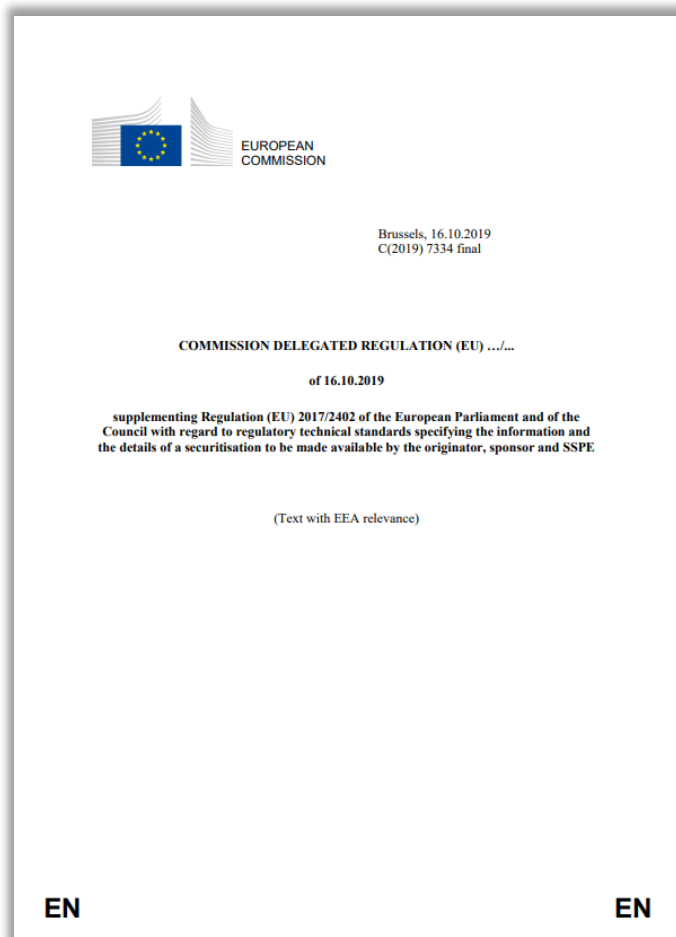 EUROPEAN
COMMISSION
Brussels, 16.10.2019
C(2019) 7334 final
COMMISSION DELEGATED REGULATION (EU) …/...
of 16.10.2019
supplementing Regulation (EU) 2017/2402 of the European Parliament and of the
Council with regard to regulatory technical standards specifying the information and
the details of a securitisation to be made available by the originator, sponsor and SSPE
(Text with EEA relevance)
EN EN